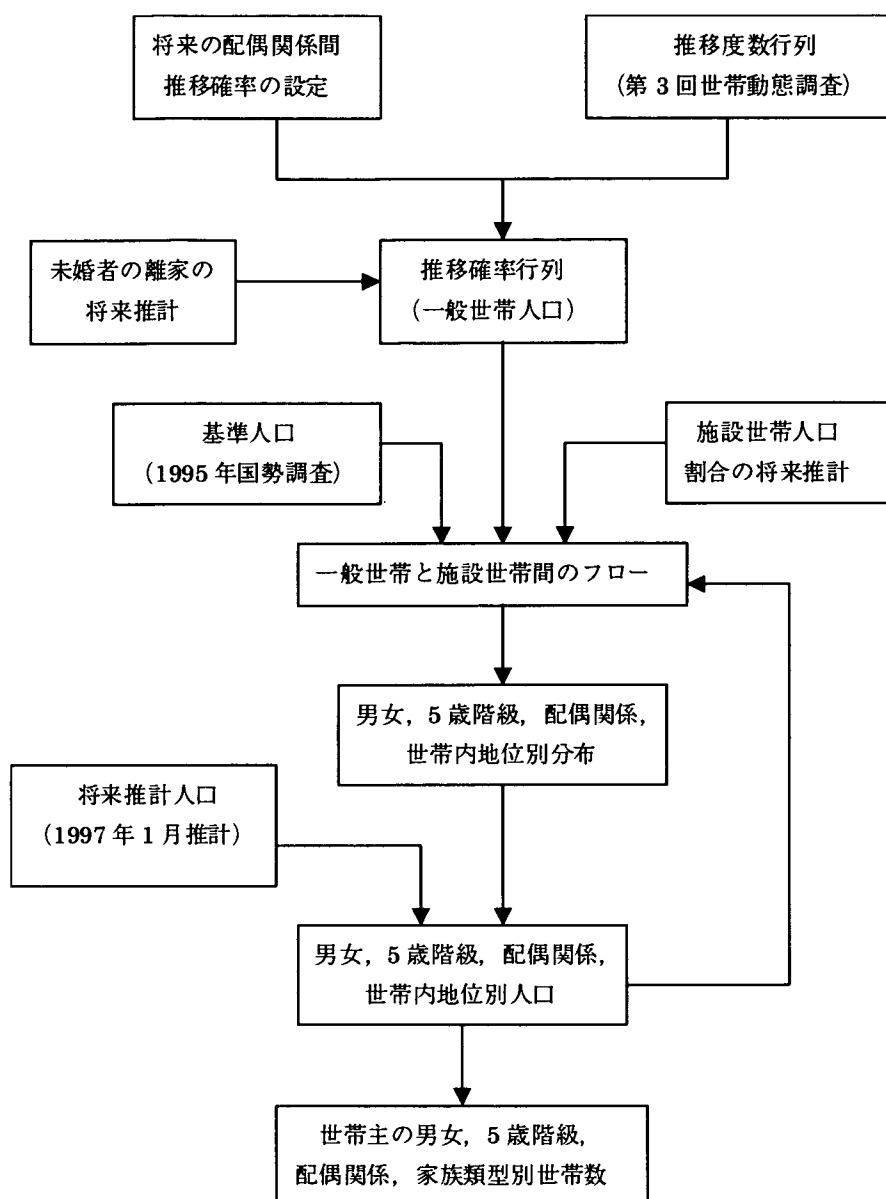 将来の配偶関係間
推移確率の設定
推移度数行列
(第 3 回世帯動態調査)
未婚者の離家の
将来推計
推移確率行列
(一般世帯人口)
基準人口
(1995 年国勢調査)
施設世帯人口
割合の将来推計
一般世帯と施設世帯間のフロー
男女，5 歳階級，配偶関係，
世帯内地位別分布
将来推計人口
(1997 年 1 月推計)
男女，5 歳階級，配偶関係，
世帯内地位別人口
世帯主の男女，5 歳階級，
配偶関係，家族類型別世帯数